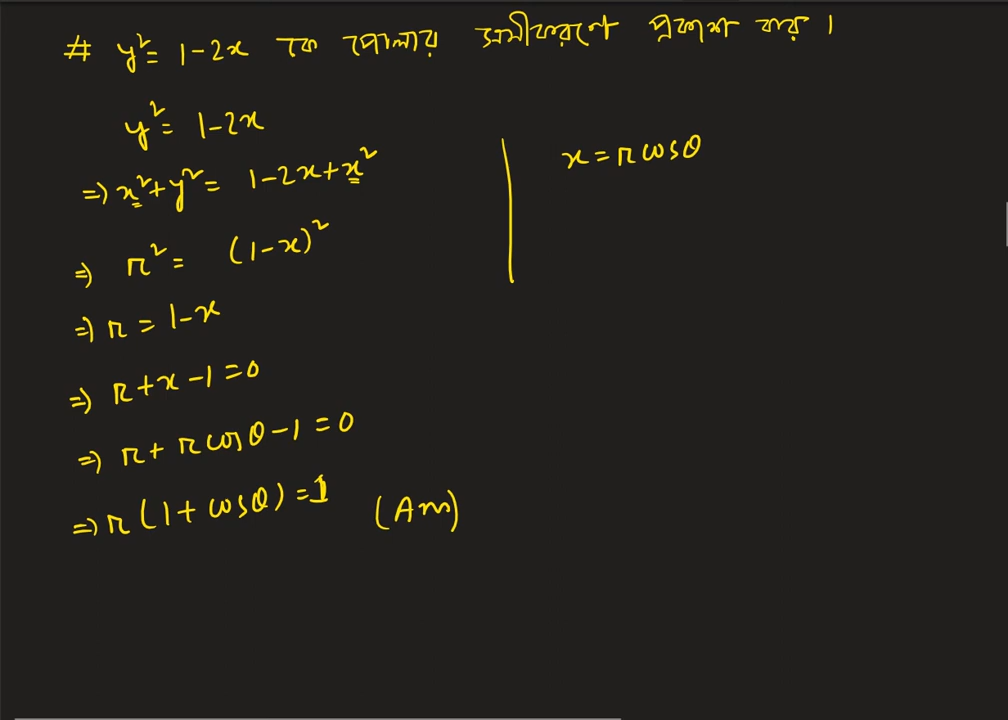 # y² = 1-2x কে পোলার সমীকরণে প্রকাশ কর ।
y² = 1-2x
⇒ x²+y² = 1-2x+x²
⇒ r² = (1-x)²
⇒ r = 1-x
⇒ r+x-1=0
⇒ r+ r cosθ-1=0
⇒ r(1+cosθ)=1 (Ans)
x = r cosθ